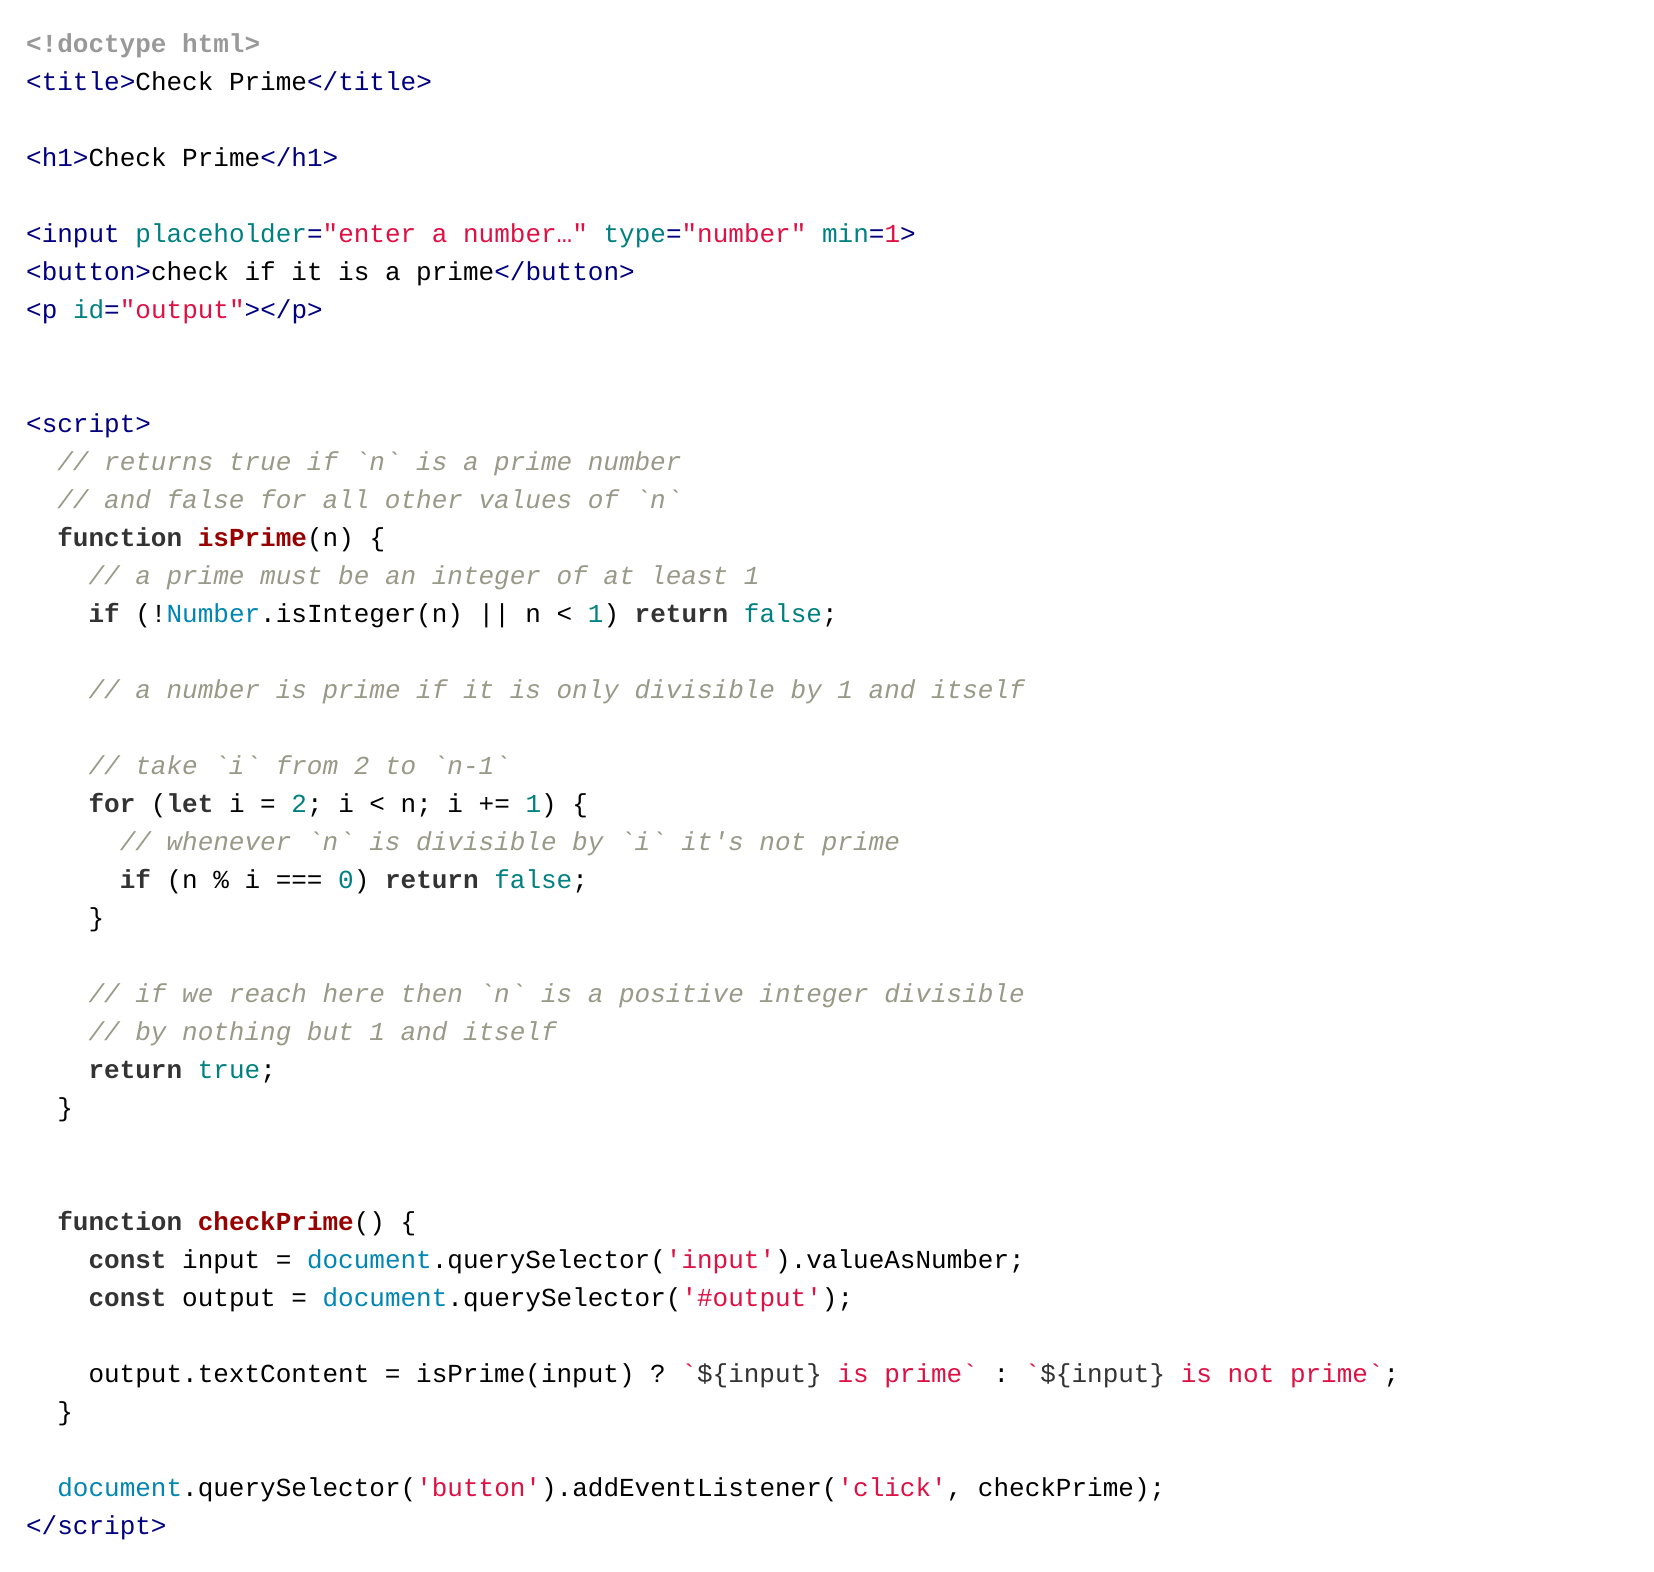 <!doctype html>
<title>Check Prime</title>
<h1>Check Prime</h1>
<input placeholder="enter a number…" type="number" min=1>
<button>check if it is a prime</button>
<p id="output"></p>
<script>
  // returns true if `n` is a prime number
  // and false for all other values of `n`
  function isPrime(n) {
    // a prime must be an integer of at least 1
    if (!Number.isInteger(n) || n < 1) return false;
    // a number is prime if it is only divisible by 1 and itself
    // take `i` from 2 to `n-1`
    for (let i = 2; i < n; i += 1) {
      // whenever `n` is divisible by `i` it's not prime
      if (n % i === 0) return false;
    }
    // if we reach here then `n` is a positive integer divisible
    // by nothing but 1 and itself
    return true;
  }
  function checkPrime() {
    const input = document.querySelector('input').valueAsNumber;
    const output = document.querySelector('#output');
    output.textContent = isPrime(input) ? `${input} is prime` : `${input} is not prime`;
  }
  document.querySelector('button').addEventListener('click', checkPrime);
</script>